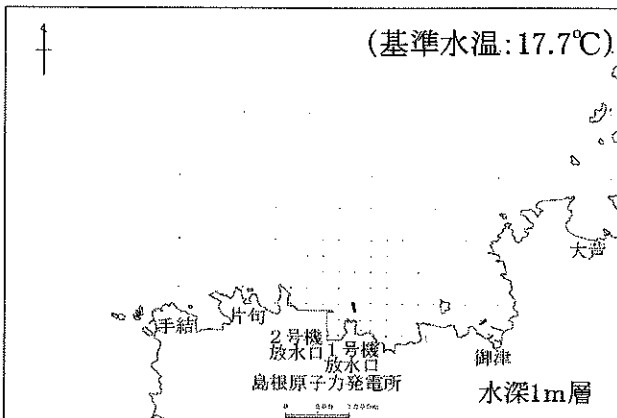 (基準水温:17.7℃)
大芦
手結
片句
2号機
放水口
1号機
放水口
御津
島根原子力発電所
水深1m層